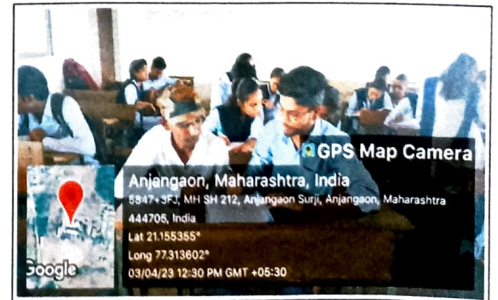 GPS Map Camera
Anjangaon, Maharashtra, India
8847+3FJ, MH SH 212, Anjangaon Surji, Anjangaon, Maharashtra
444705, India
Lat 21.155355°
Long 77.313602°
03/04/23 12:30 PM GMT +05:30
Google